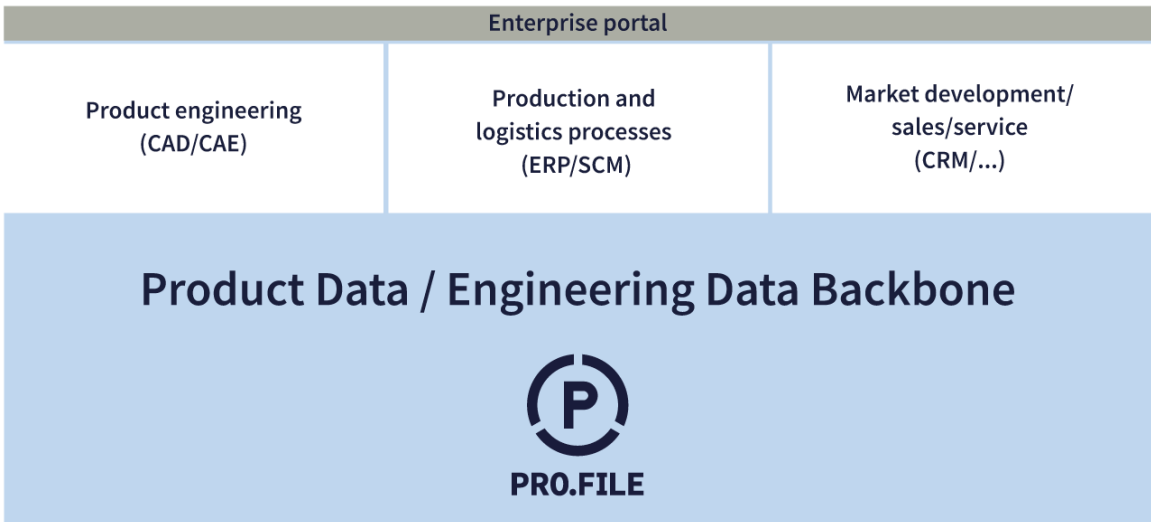 Enterprise portal
Product engineering
(CAD/CAE)
Production and
logistics processes
(ERP/SCM)
Market development/
sales/service
(CRM/...)
Product Data / Engineering Data Backbone
P
PRO.FILE